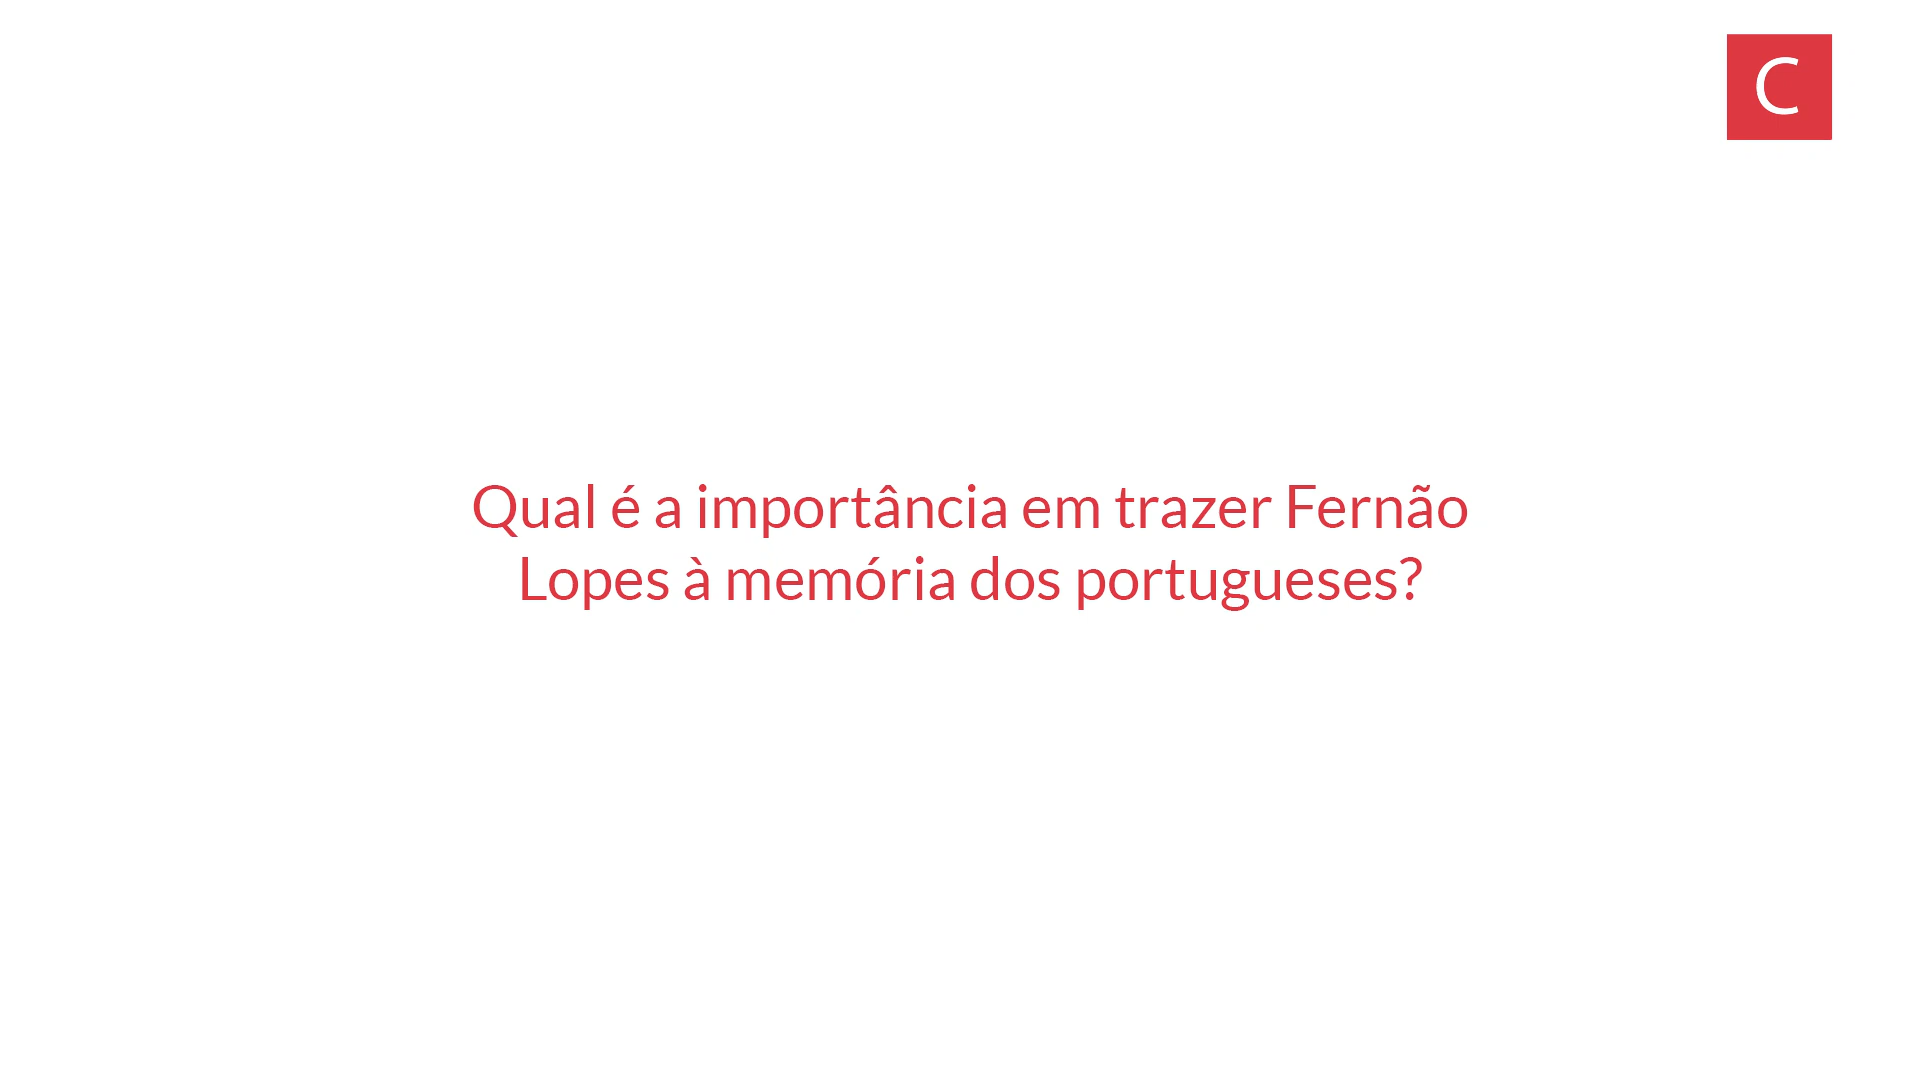 C
Qual é a importância em trazer Fernão
Lopes à memória dos portugueses?